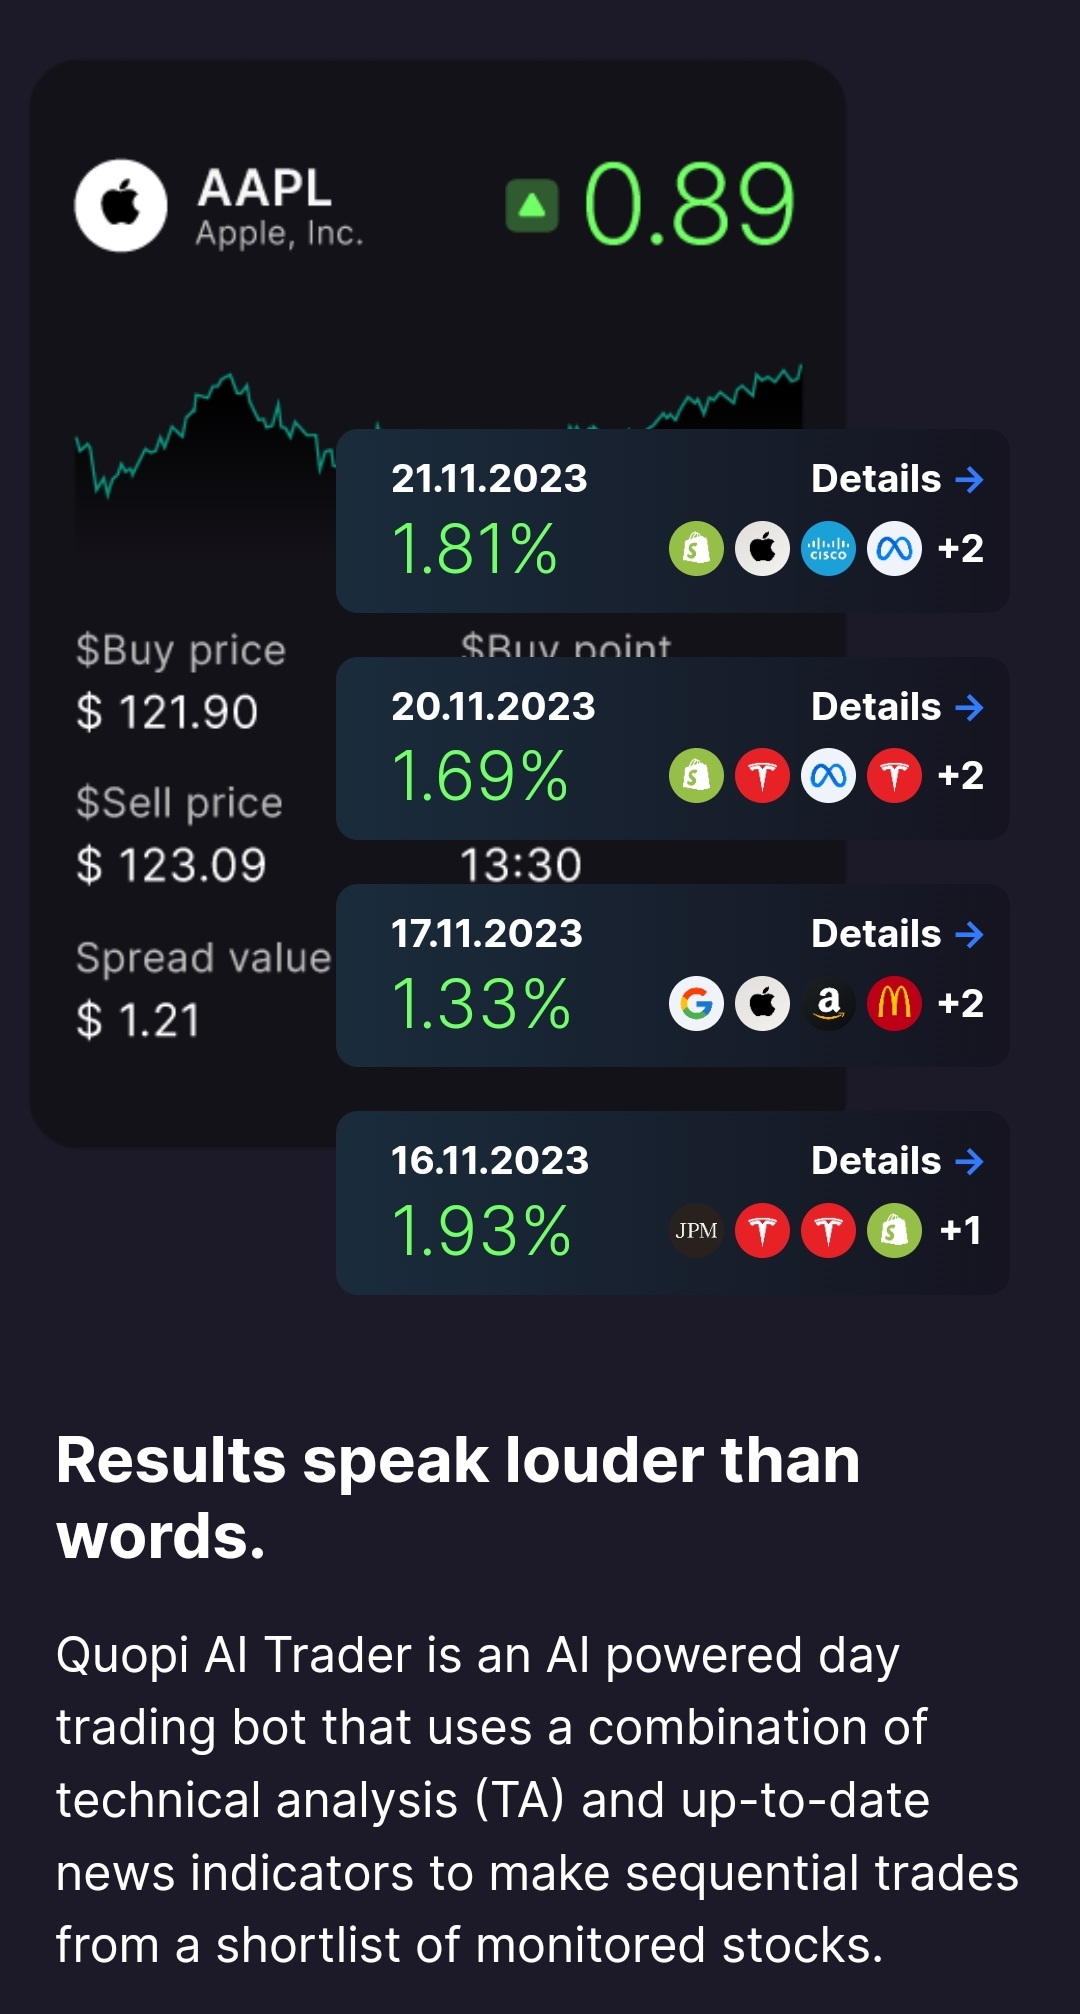 AAPL
Apple, Inc.
0.89
21.11.2023
Details →
1.81%
CISCO
+2
$Buy price
$Buy point
$ 121.90
20.11.2023
Details →
1.69%
+2
$Sell price
$ 123.09
13:30
17.11.2023
Details →
1.33%
+2
Spread value
$ 1.21
16.11.2023
Details →
1.93%
JPM
+1
Results speak louder than
words.
Quopi AI Trader is an AI powered day
trading bot that uses a combination of
technical analysis (TA) and up-to-date
news indicators to make sequential trades
from a shortlist of monitored stocks.